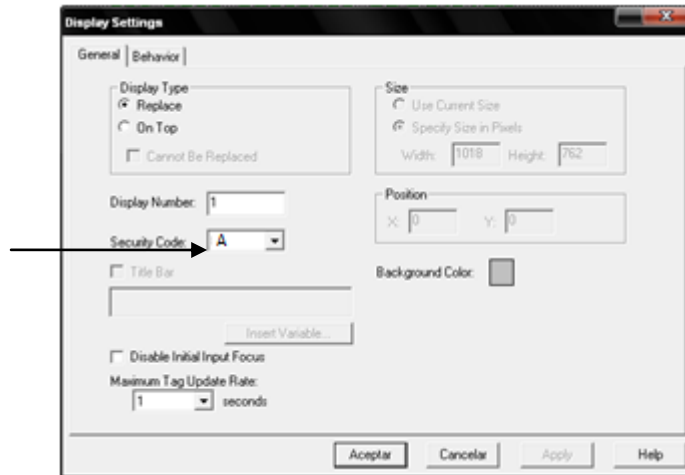 Display Settings
General
Behavior
Display Type
Replace
On Top
Cannot Be Replaced
Size
Use Current Size
Specify Size in Pixels
Width: 1018 Height: 762
Display Number: 1
Position
X: 0 Y: 0
Security Code: A
Title Bar
Background Color:
Insert Variable...
Disable Initial Input Focus
Maximum Tag Update Rate:
1 seconds
Aceptar Cancelar Apply Help